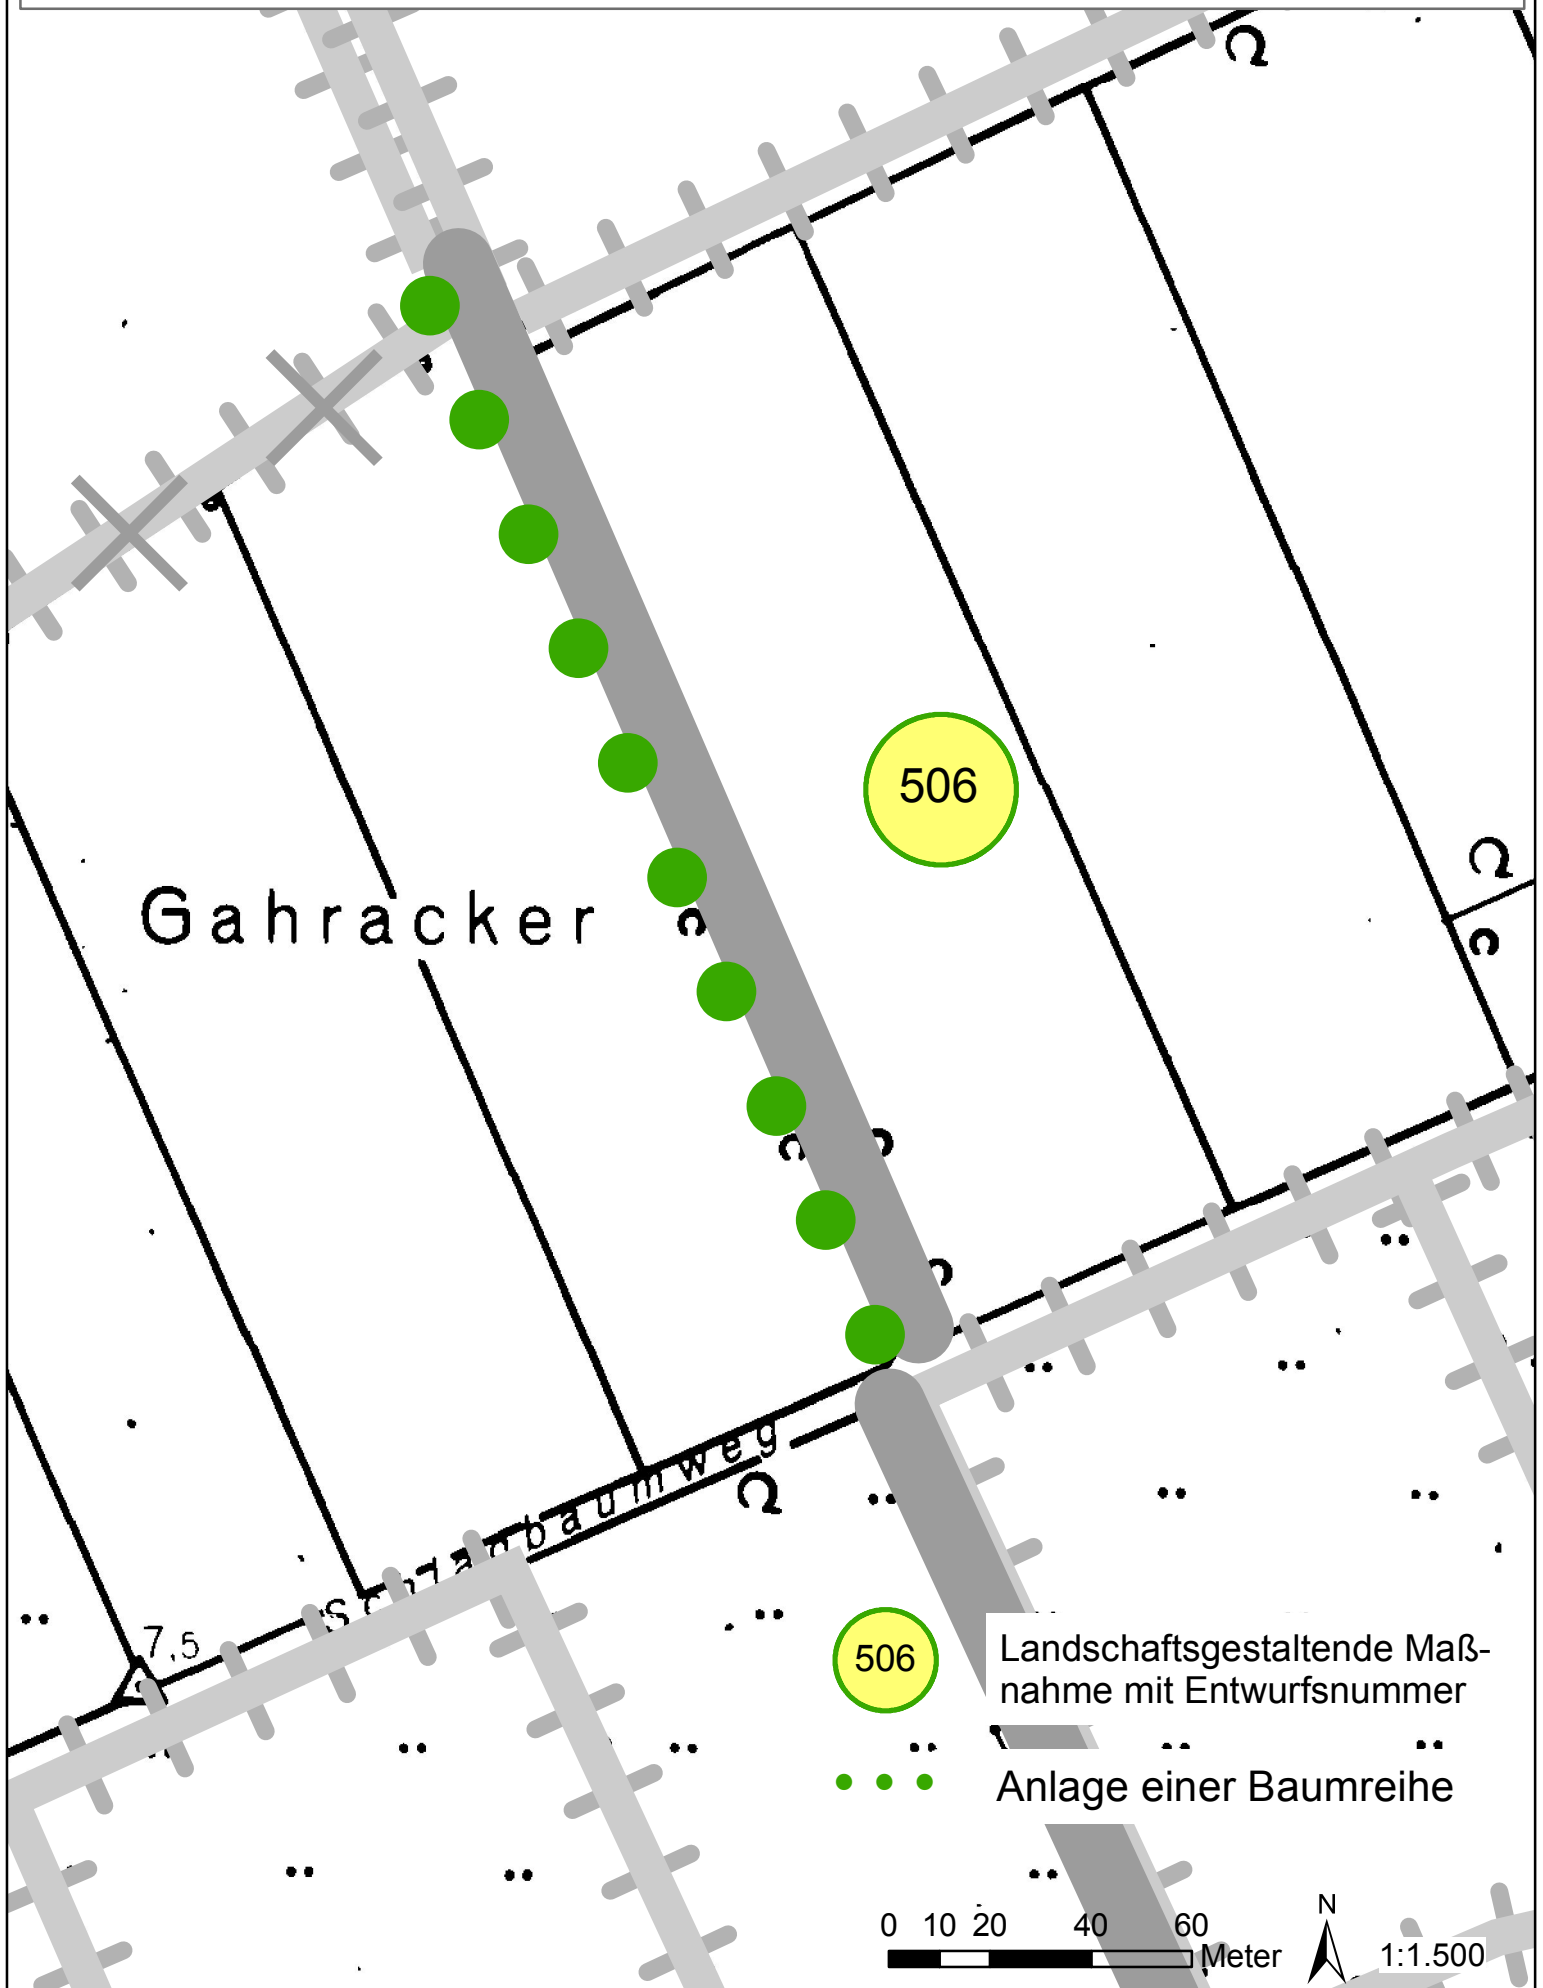 506
Gahracker
Schlagbaumweg
7,5
506
Landschaftsgestaltende Maß-
nahme mit Entwurfsnummer
Anlage einer Baumreihe
0 10 20 40 60
Meter
N
1:1.500